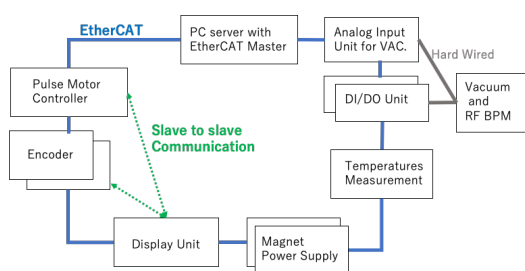 EtherCAT
PC server with
EtherCAT Master
Analog Input
Unit for VAC.
Hard Wired
Pulse Motor
Controller
DI/DO Unit
Vacuum
and
RF BPM
Slave to slave
Communication
Encoder
Temperatures
Measurement
Display Unit
Magnet
Power Supply